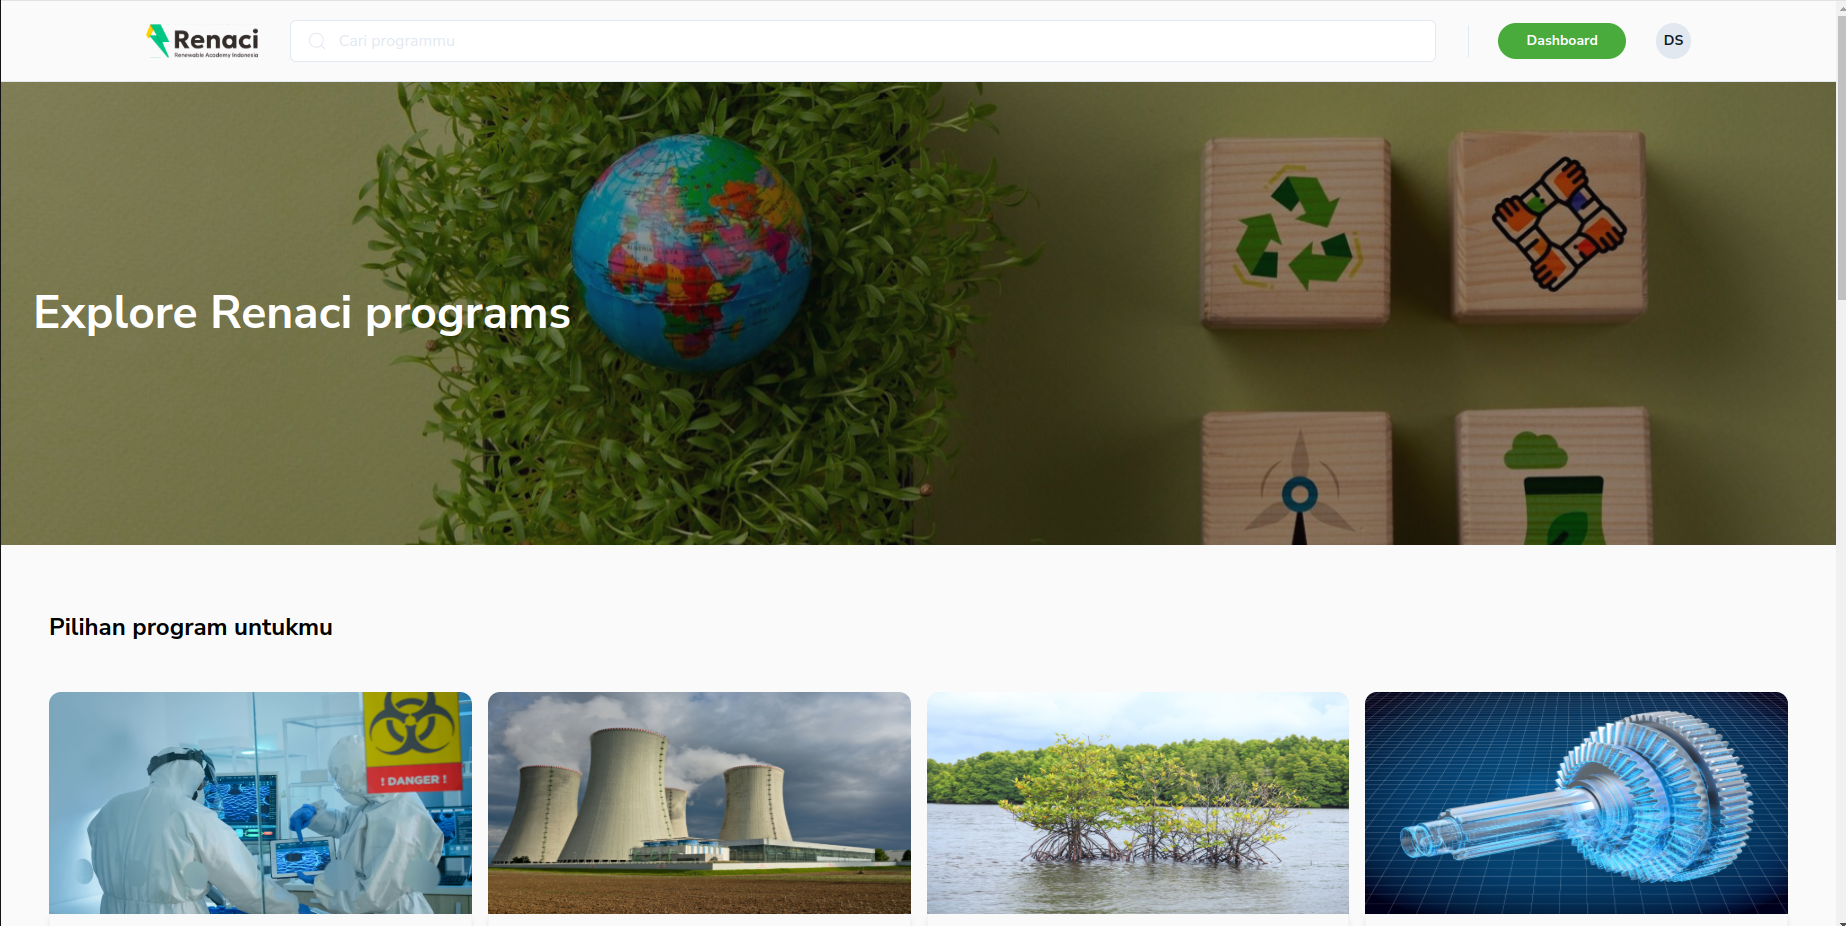 Renaci
Renewable Academy Indonesia
Cari programmu
Dashboard
DS
Explore Renaci programs
Pilihan program untukmu
! DANGER !